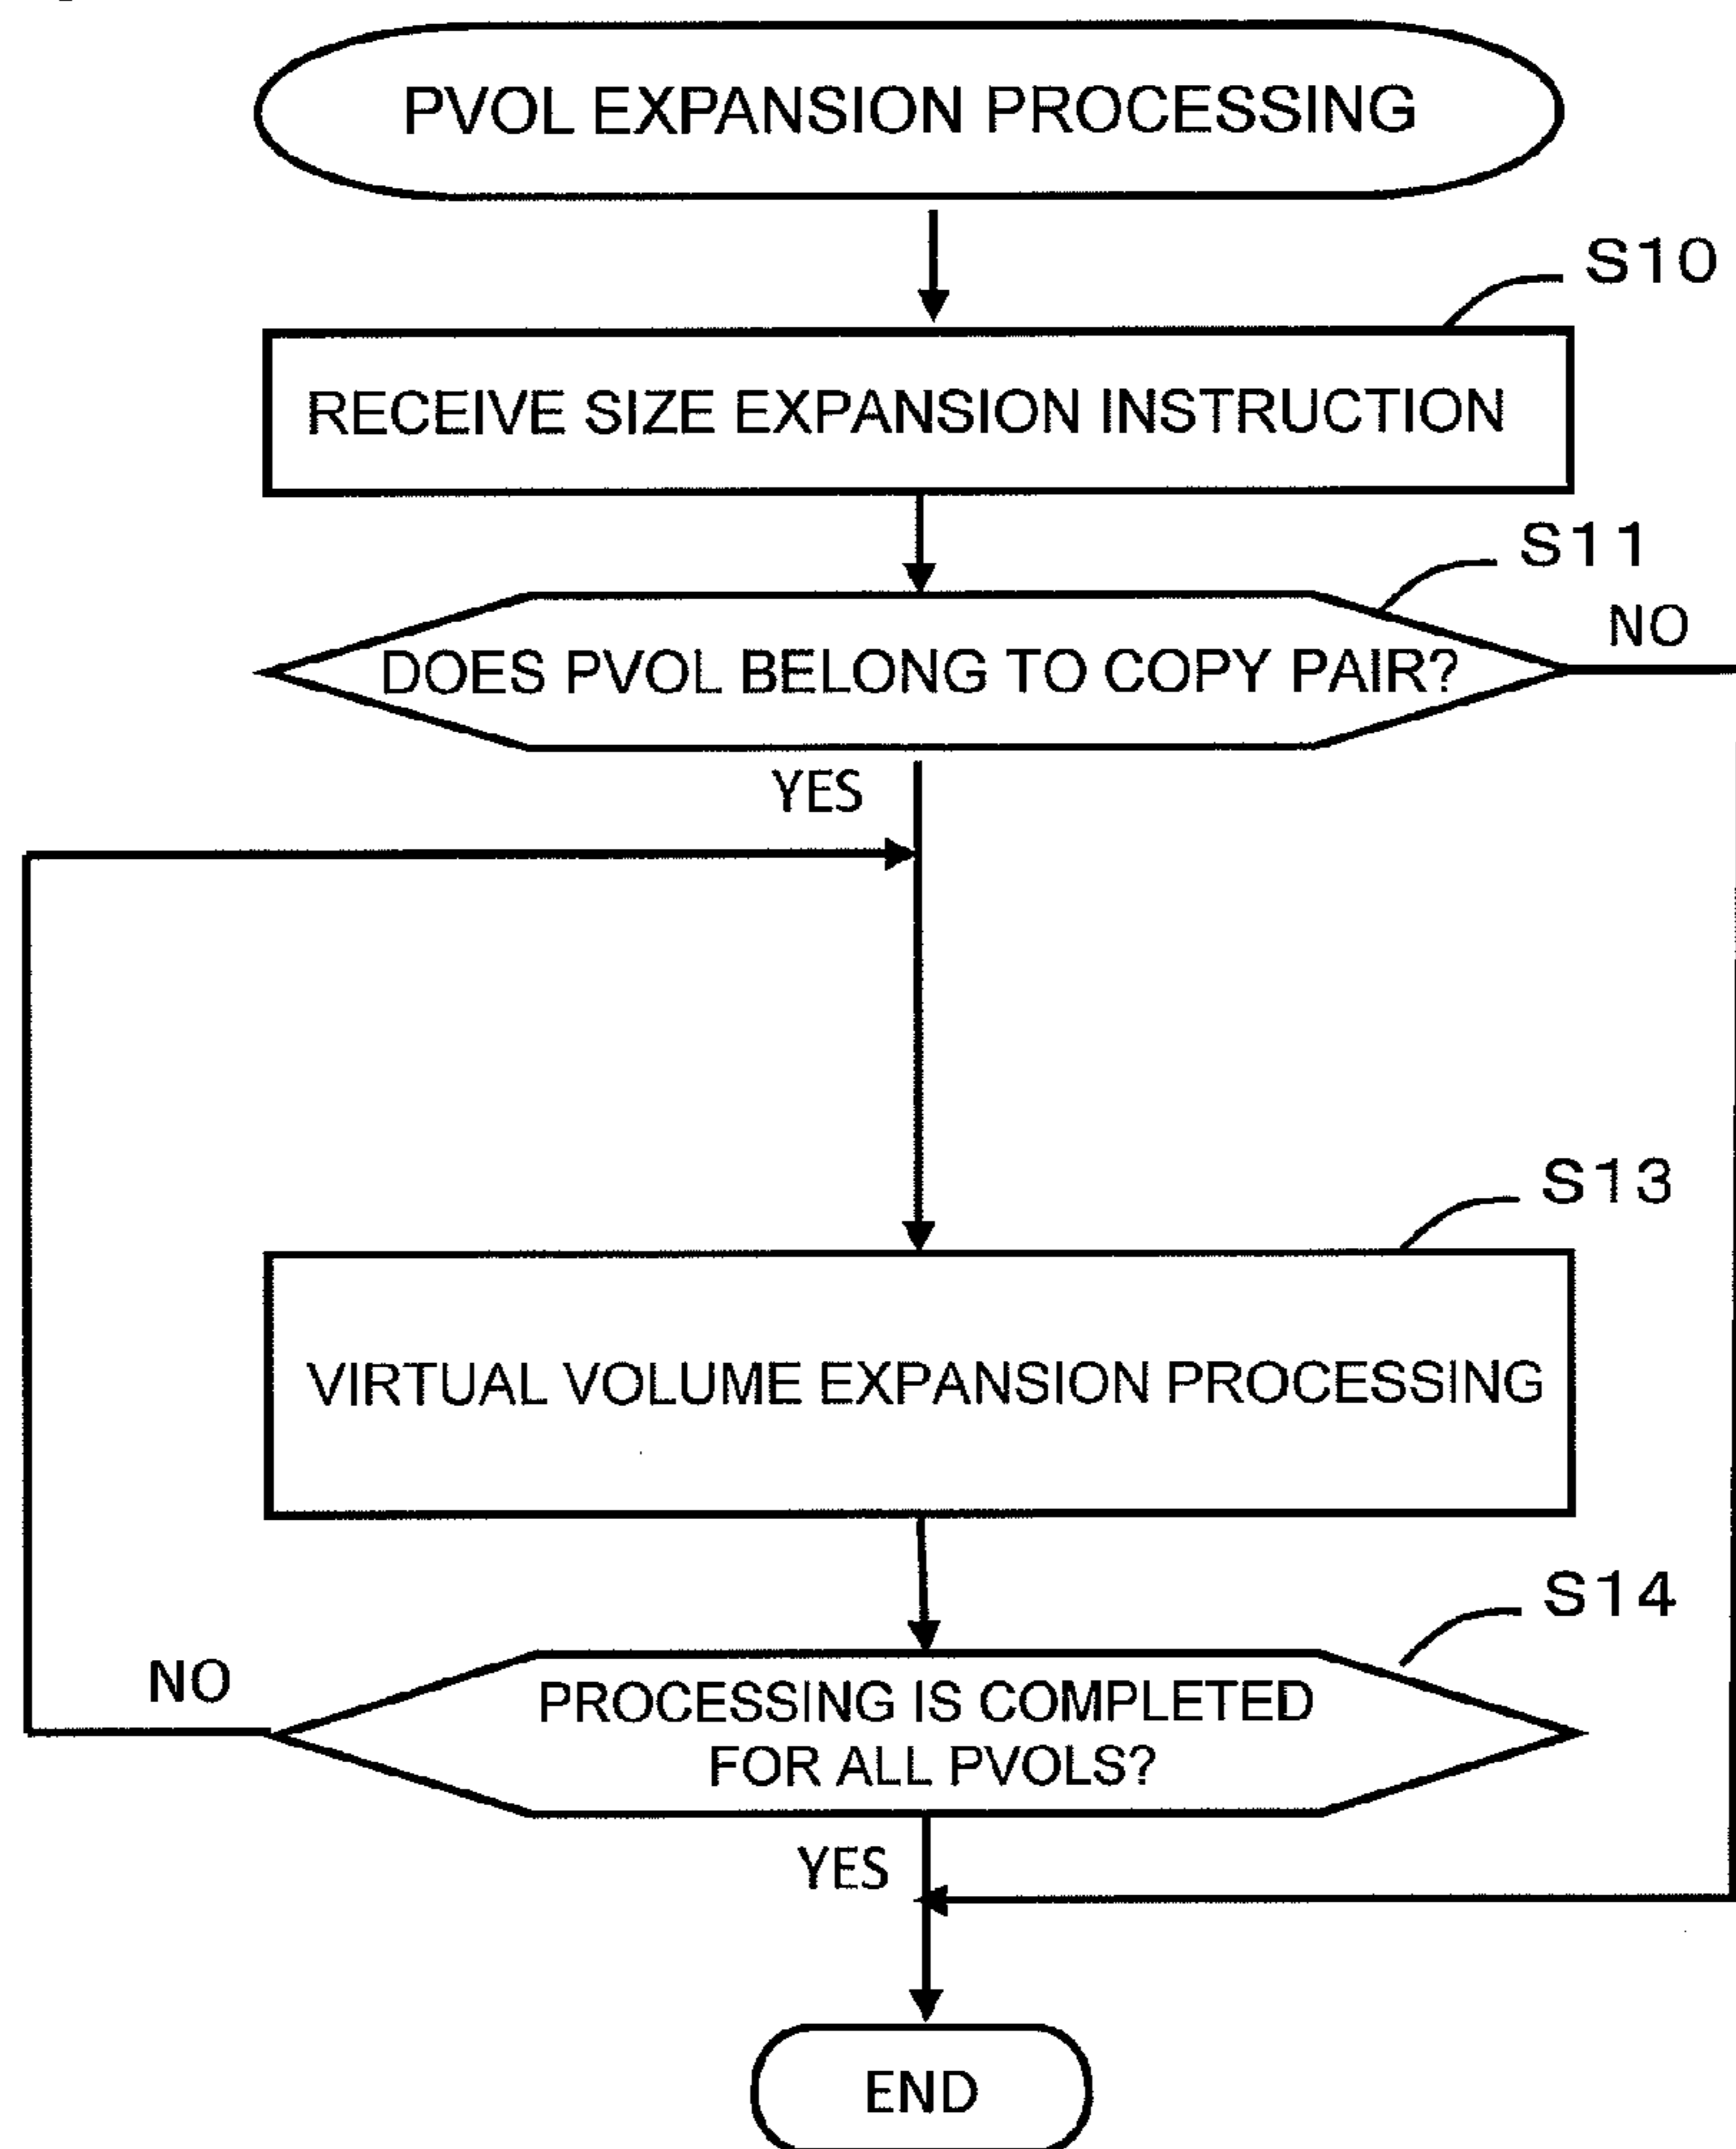 PVOL EXPANSION PROCESSING
S10
RECEIVE SIZE EXPANSION INSTRUCTION
S11
DOES PVOL BELONG TO COPY PAIR?
NO
YES
S13
VIRTUAL VOLUME EXPANSION PROCESSING
S14
NO
PROCESSING IS COMPLETED
FOR ALL PVOLS?
YES
END